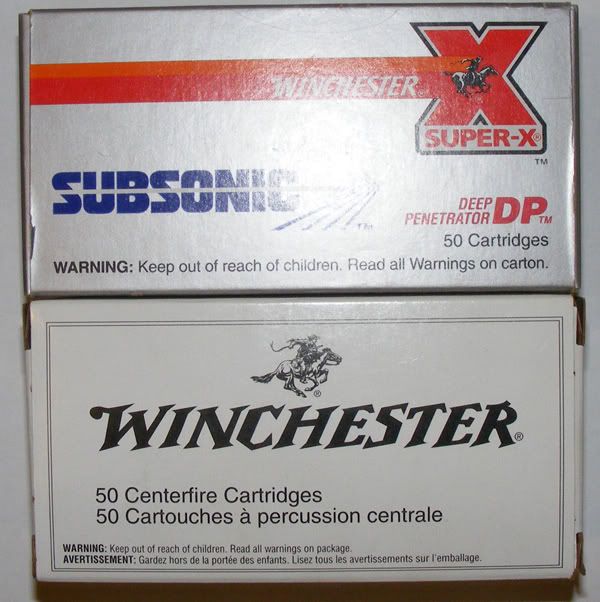 WINCHESTER
SUPER-X®
TM
SUBSONIC TM
DEEP
PENETRATOR DP TM
50 Cartridges
WARNING: Keep out of reach of children. Read all Warnings on carton.
®
WINCHESTER®
50 Centerfire Cartridges
50 Cartouches à percussion centrale
WARNING: Keep out of reach of children. Read all warnings on package.
AVERTISSEMENT: Gardez hors de la portée des enfants. Lisez tous les avertissements sur l'emballage.